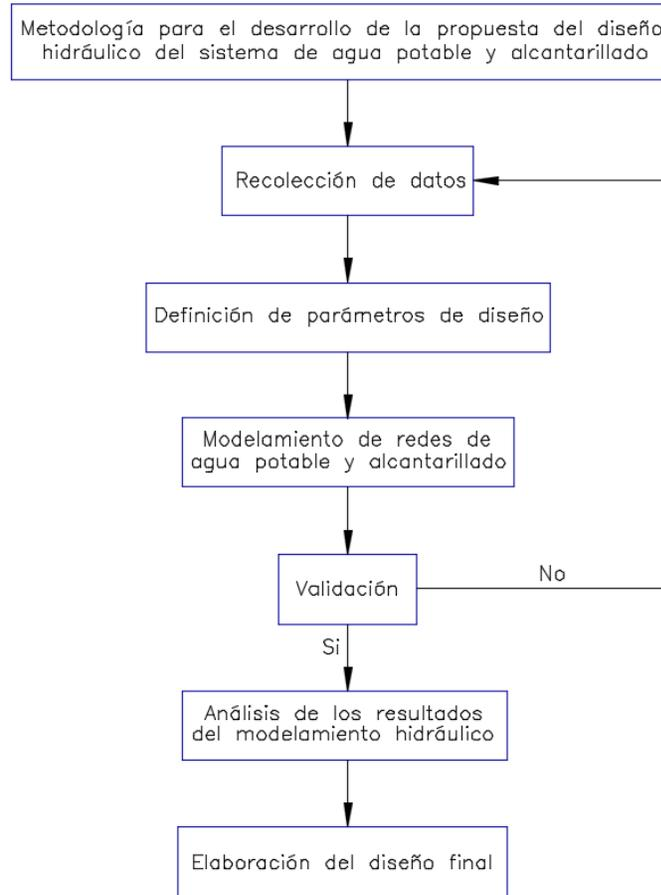 Metodología para el desarrollo de la propuesta del diseño
hidráulico del sistema de agua potable y alcantarillado
Recolección de datos
Definición de parámetros de diseño
Modelamiento de redes de
agua potable y alcantarillado
Validación
No
Si
Análisis de los resultados
del modelamiento hidráulico
Elaboración del diseño final